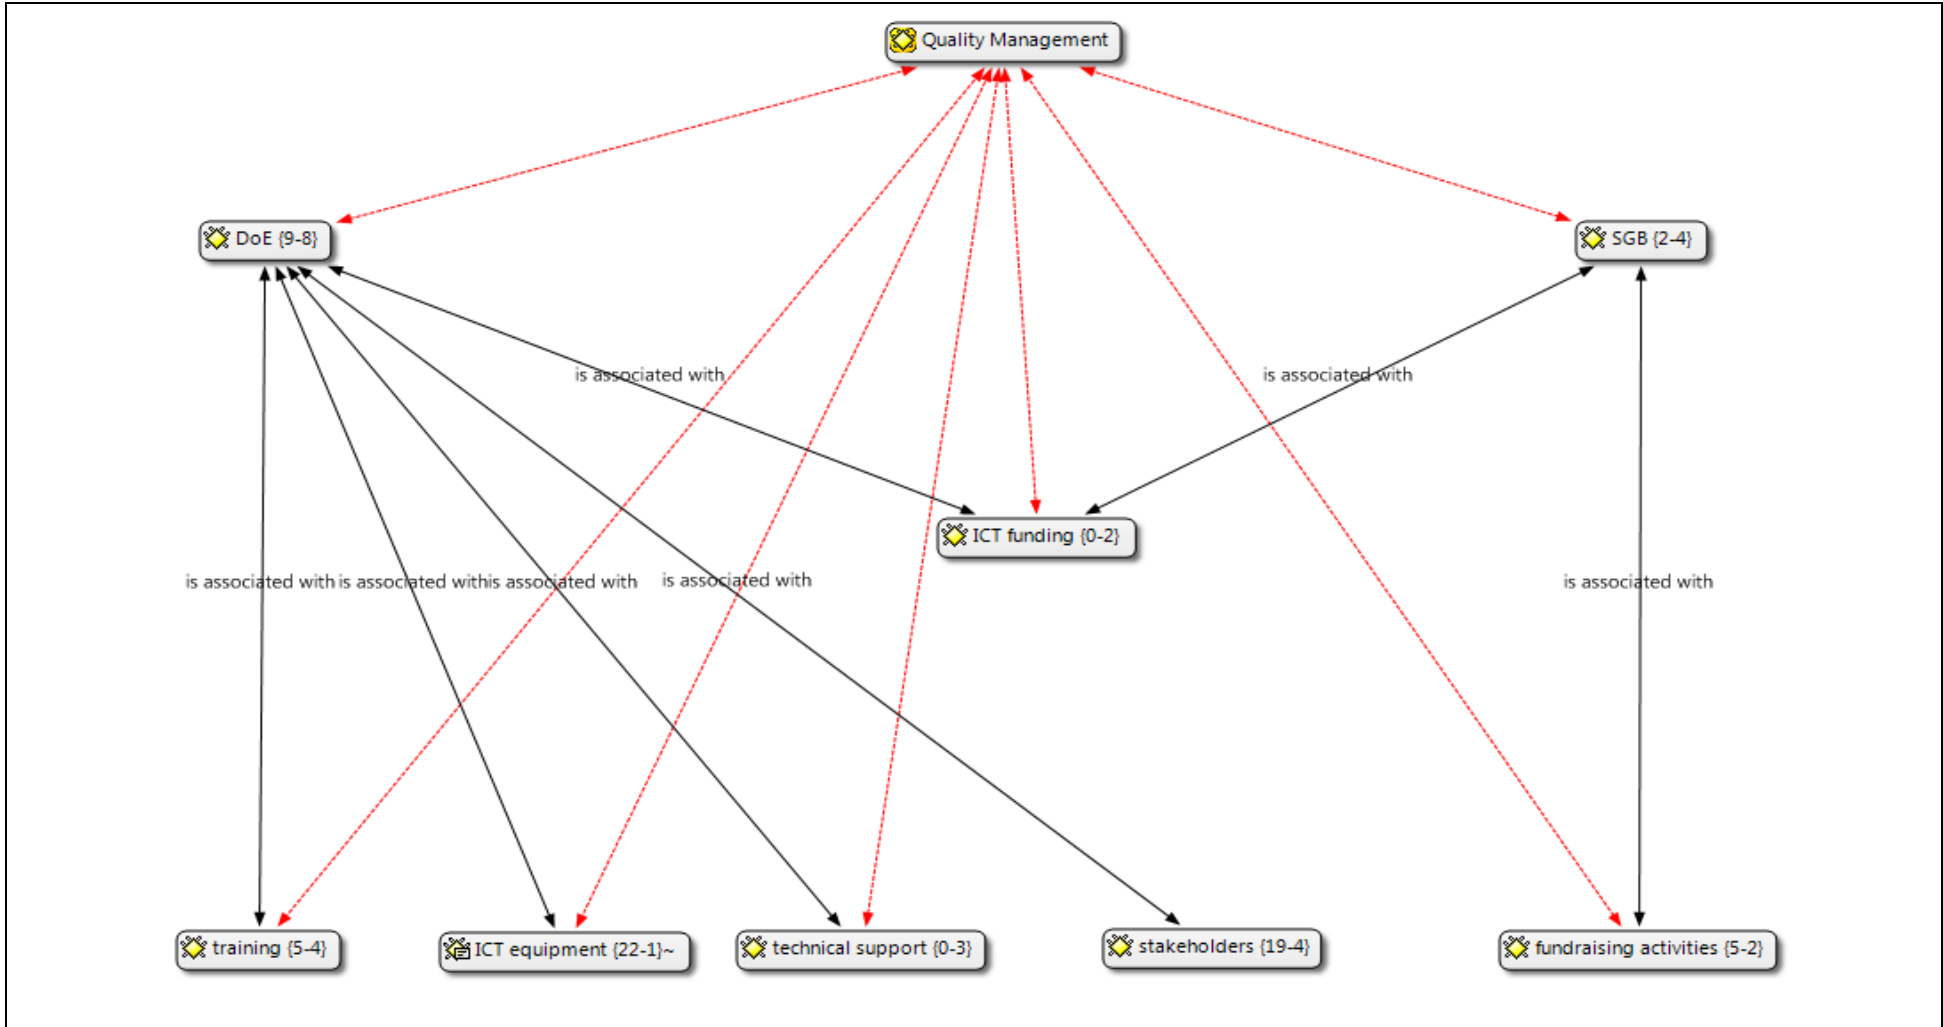 Quality Management
DoE {9-8}
SGB {2-4}
is associated with
is associated with
ICT funding {0-2}
is associated with
is associated with
is associated with
is associated with
is associated with
training {5-4}
ICT equipment {22-1}~
technical support {0-3}
stakeholders {19-4}
fundraising activities {5-2}